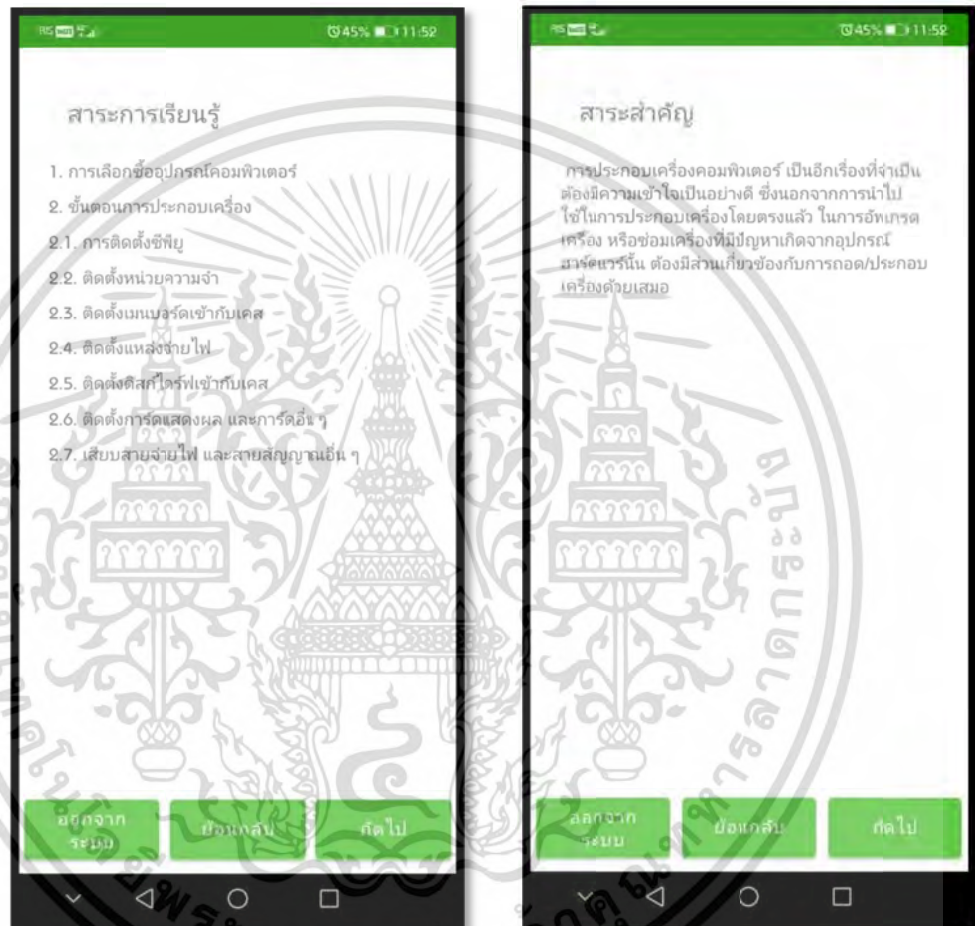 45% 11:52
สาระการเรียนรู้
1. การเลือกซื้ออุปกรณ์คอมพิวเตอร์
2. ขั้นตอนการประกอบเครื่อง
2.1. การติดตั้งซีพียู
2.2. ติดตั้งหน่วยความจำ
2.3. ติดตั้งเมนบอร์ดเข้ากับเคส
2.4. ติดตั้งแหล่งจ่ายไฟ
2.5. ติดตั้งดิสก์ไดร์ฟเข้ากับเคส
2.6. ติดตั้งการ์ดแสดงผล และการ์ดอื่น ๆ
2.7. เสียบสายจ่ายไฟ และสายสัญญาณอื่น ๆ
ออกจาก
ระบบ
ย้อนกลับ
ถัดไป
45% 11:52
สาระสำคัญ
การประกอบเครื่องคอมพิวเตอร์ เป็นอีกเรื่องที่จำเป็น
ต้องมีความเข้าใจเป็นอย่างดี ซึ่งนอกจากการนำไป
ใช้ในการประกอบเครื่องโดยตรงแล้ว ในการอัพเกรด
เครื่อง หรือซ่อมเครื่องที่มีปัญหาเกิดจากอุปกรณ์
ฮาร์ดแวร์นั้น ต้องมีส่วนเกี่ยวข้องกับการถอด/ประกอบ
เครื่องด้วยเสมอ
ออกจาก
ระบบ
ย้อนกลับ
ถัดไป